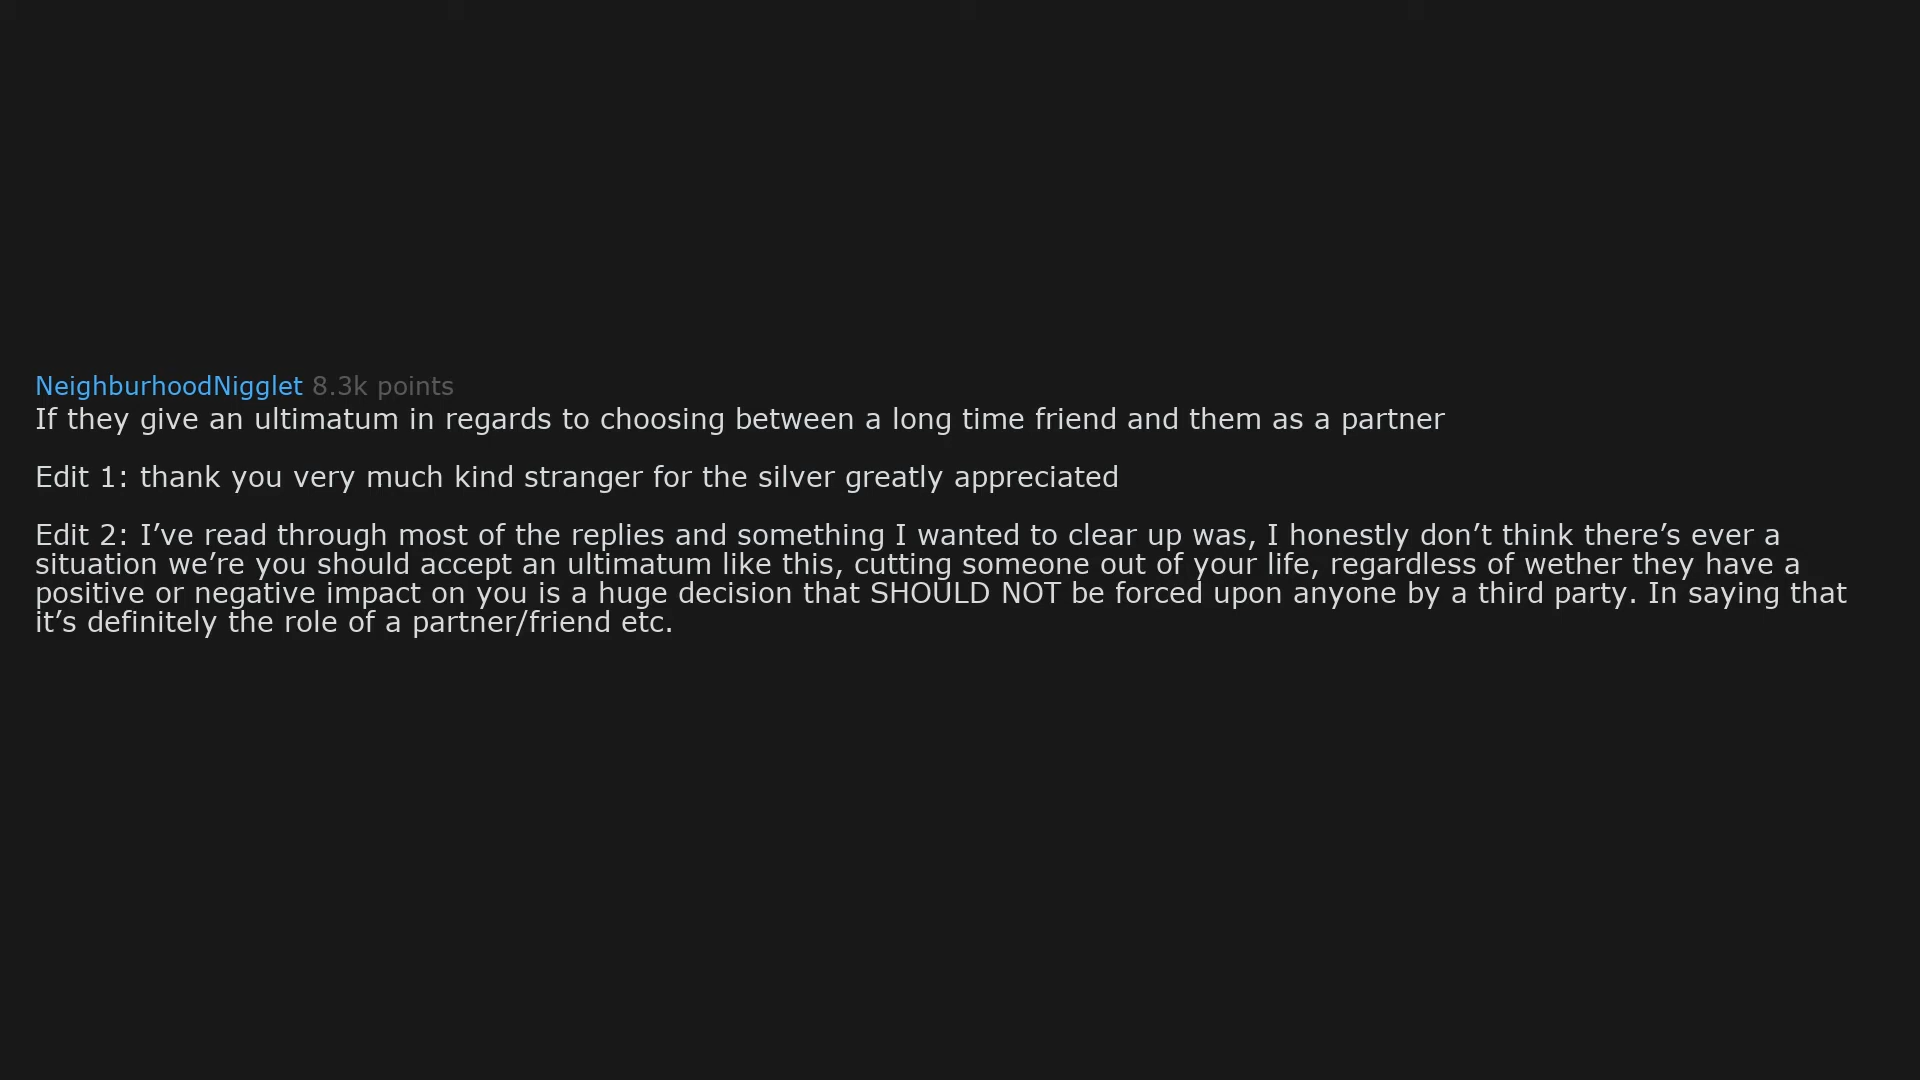 NeighburhoodNigglet 8.3k points
If they give an ultimatum in regards to choosing between a long time friend and them as a partner
Edit 1: thank you very much kind stranger for the silver greatly appreciated
Edit 2: I’ve read through most of the replies and something I wanted to clear up was, I honestly don’t think there’s ever a
situation we’re you should accept an ultimatum like this, cutting someone out of your life, regardless of wether they have a
positive or negative impact on you is a huge decision that SHOULD NOT be forced upon anyone by a third party. In saying that
it’s definitely the role of a partner/friend etc.